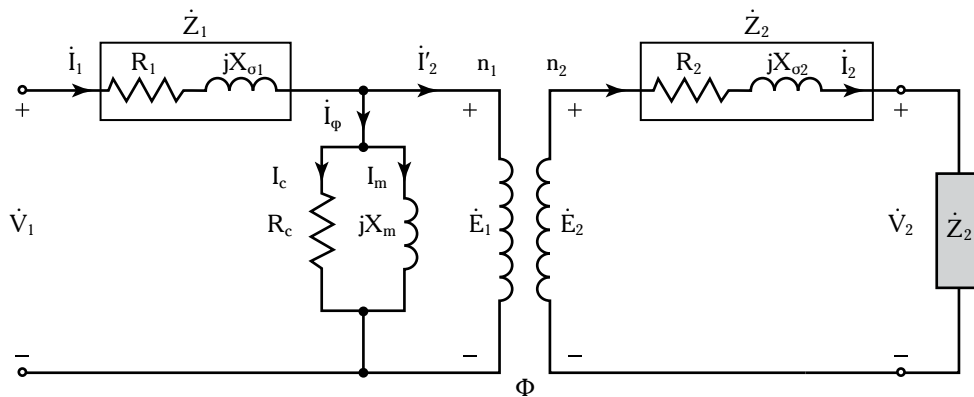 Ż₁ Ż₂
İ₁ R₁ jXσ1 İ'₂ n₁ n₂ R₂ jXσ2 İ₂
+ + + +
İφ
Ic Im
V̇₁ Rc jXm Ė₁ Ė₂ V̇₂ Ż₂
− − − −
Φ